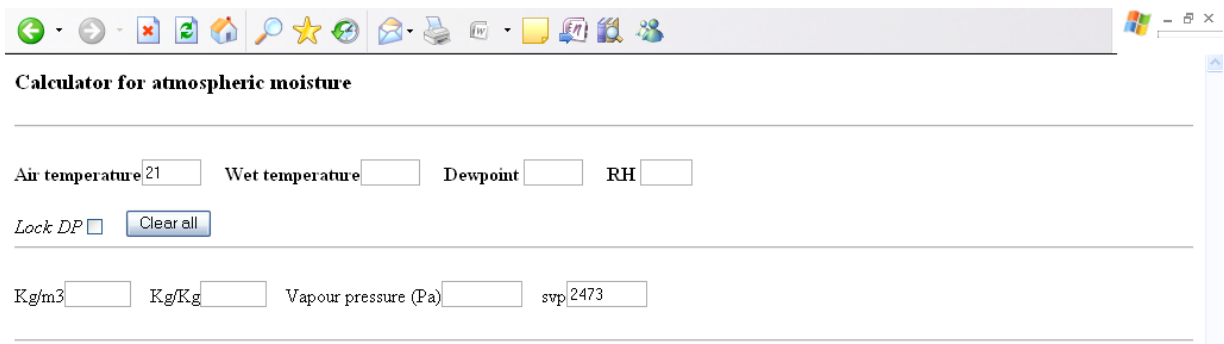 Calculator for atmospheric moisture
Air temperature 21 Wet temperature Dewpoint RH
Lock DP Clear all
Kg/m3 Kg/Kg Vapour pressure (Pa) svp 2473